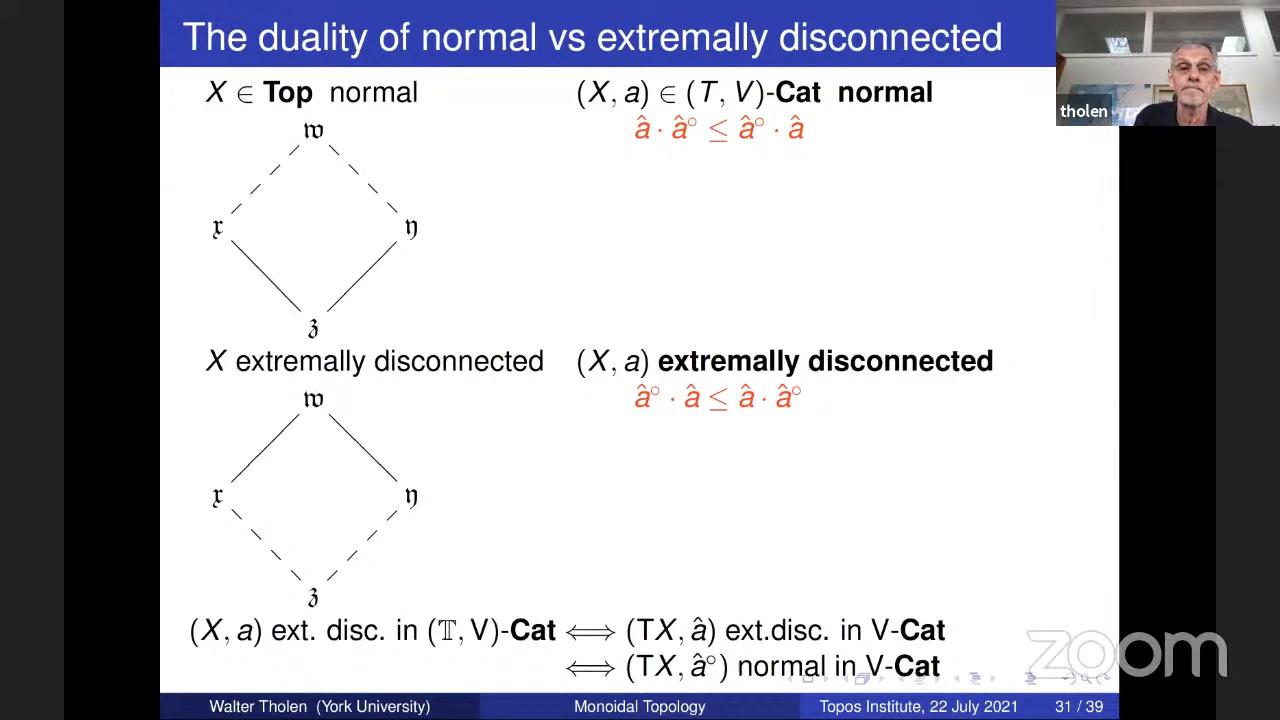 The duality of normal vs extremally disconnected
X ∈ Top normal
(X, a) ∈ (T, V)-Cat normal
â · â° ≤ â° · â
𝔴
𝔵 𝔶
𝔷
X extremally disconnected
(X, a) extremally disconnected
â° · â ≤ â · â°
𝔴
𝔵 𝔶
𝔷
(X, a) ext. disc. in (𝕋, V)-Cat ⟺ (TX, â) ext.disc. in V-Cat
⟺ (TX, â°) normal in V-Cat
Walter Tholen (York University) Monoidal Topology Topos Institute, 22 July 2021 31 / 39
tholen
zoom